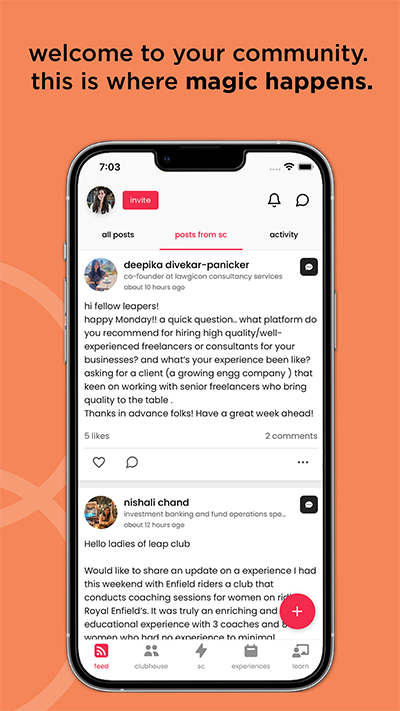 welcome to your community.
this is where magic happens.
7:03
invite
all posts
posts from sc
activity
deepika divekar-panicker
co-founder at lawgicon consultancy services
about 10 hours ago
hi fellow leapers!
happy Monday!! a quick question.. what platform do
you recommend for hiring high quality/well-
experienced freelancers or consultants for your
businesses? and what's your experience been like?
asking for a client (a growing engg company ) that
keen on working with senior freelancers who bring
quality to the table .
Thanks in advance folks! Have a great week ahead!
5 likes
2 comments
nishali chand
investment banking and fund operations spe...
about 12 hours ago
Hello ladies of leap club
Would like to share an update on a experience I had
this weekend with Enfield riders a club that
conducts coaching sessions for women on
Royal Enfield's. It was truly an enriching and
educational experience with 3 coaches and 8
women who had no experience to minimal
feed
clubhouse
sc
experiences
learn